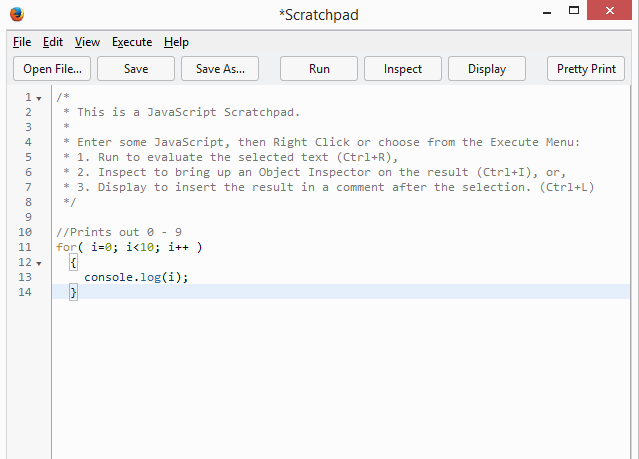 *Scratchpad
File Edit View Execute Help
Open File... Save Save As... Run Inspect Display Pretty Print
1 /*
2  * This is a JavaScript Scratchpad.
3  *
4  * Enter some JavaScript, then Right Click or choose from the Execute Menu:
5  * 1. Run to evaluate the selected text (Ctrl+R),
6  * 2. Inspect to bring up an Object Inspector on the result (Ctrl+I), or,
7  * 3. Display to insert the result in a comment after the selection. (Ctrl+L)
8  */
9
10 //Prints out 0 - 9
11 for( i=0; i<10; i++ )
12   {
13     console.log(i);
14   }